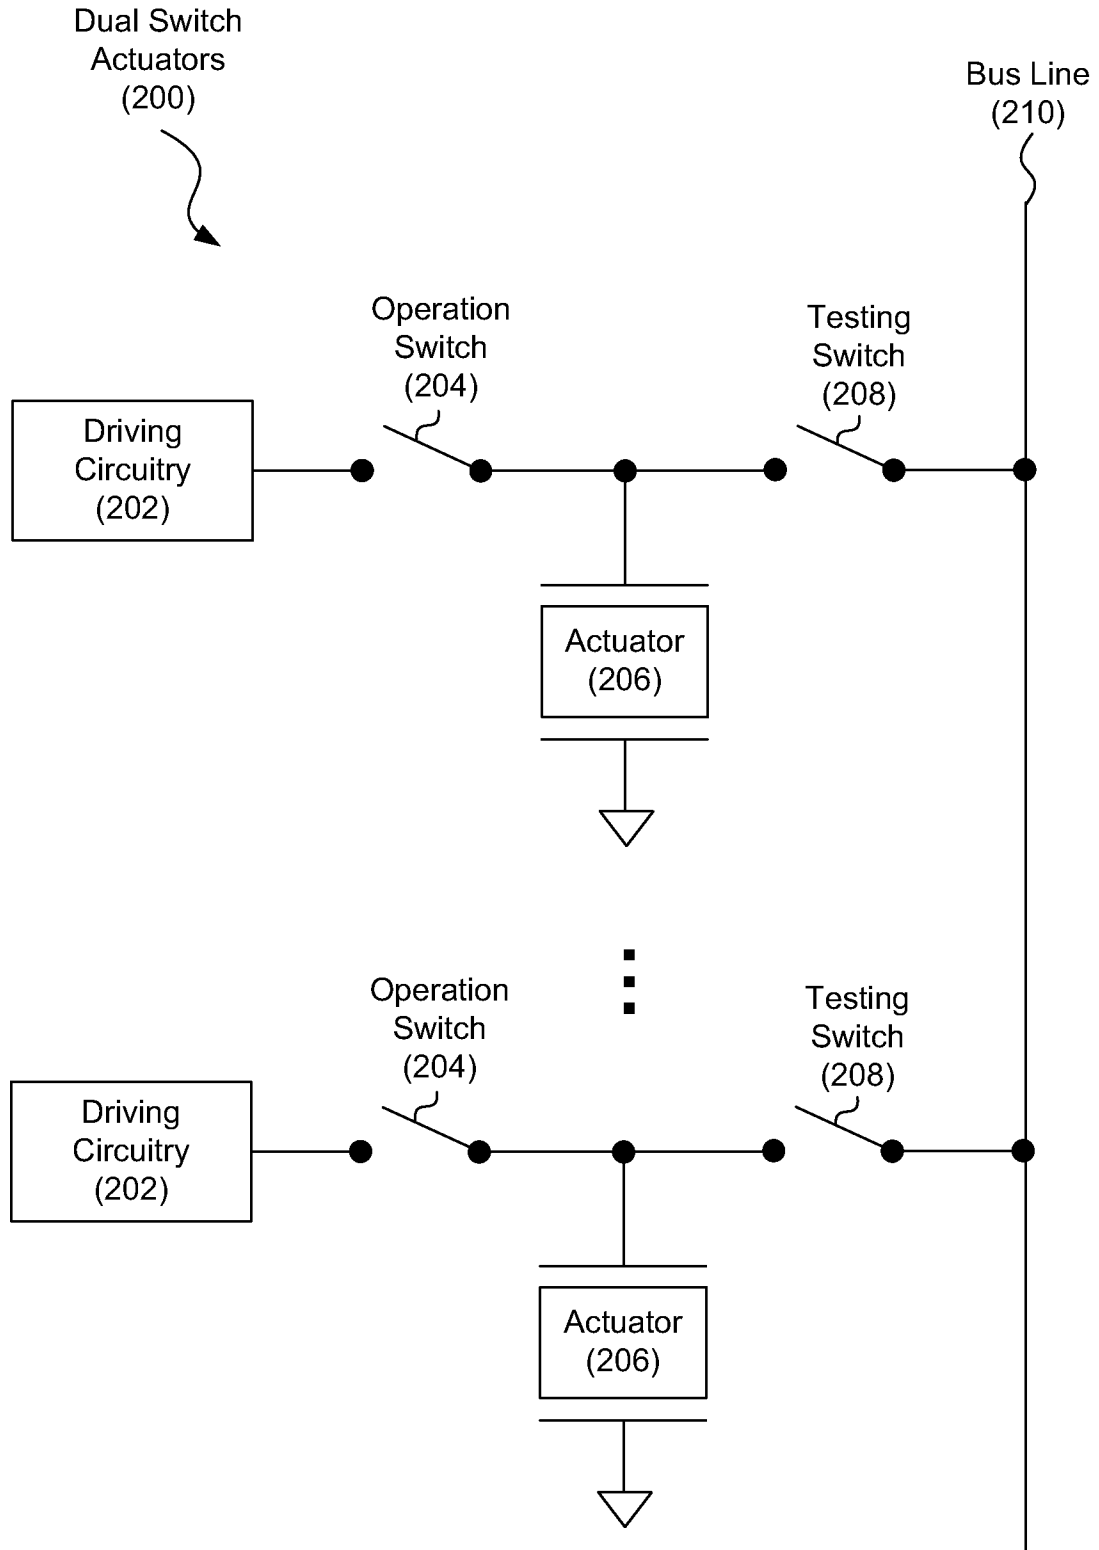 Dual Switch
Actuators
(200)
Bus Line
(210)
Operation
Switch
(204)
Testing
Switch
(208)
Driving
Circuitry
(202)
Actuator
(206)
Operation
Switch
(204)
Testing
Switch
(208)
Driving
Circuitry
(202)
Actuator
(206)